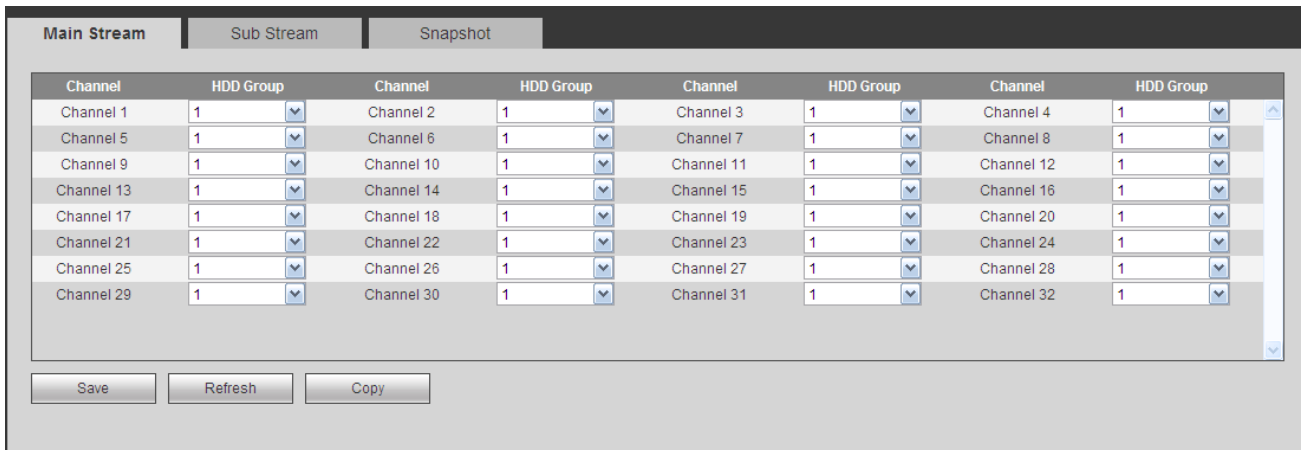 Main Stream Sub Stream Snapshot
Channel HDD Group Channel HDD Group Channel HDD Group Channel HDD Group
Channel 1 1 Channel 2 1 Channel 3 1 Channel 4 1
Channel 5 1 Channel 6 1 Channel 7 1 Channel 8 1
Channel 9 1 Channel 10 1 Channel 11 1 Channel 12 1
Channel 13 1 Channel 14 1 Channel 15 1 Channel 16 1
Channel 17 1 Channel 18 1 Channel 19 1 Channel 20 1
Channel 21 1 Channel 22 1 Channel 23 1 Channel 24 1
Channel 25 1 Channel 26 1 Channel 27 1 Channel 28 1
Channel 29 1 Channel 30 1 Channel 31 1 Channel 32 1
Save Refresh Copy